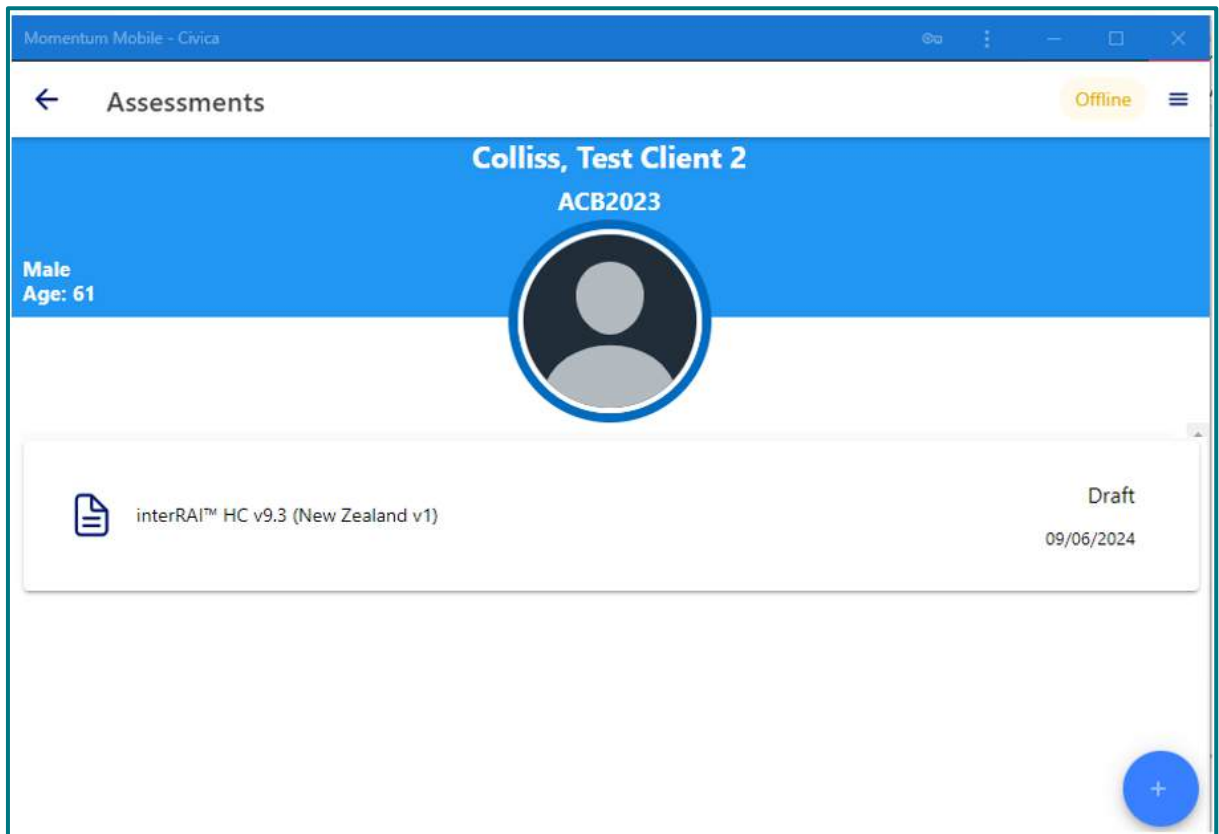 Momentum Mobile - Civica
Assessments
Offline
Colliss, Test Client 2
ACB2023
Male
Age: 61
interRAI™ HC v9.3 (New Zealand v1)
Draft
09/06/2024